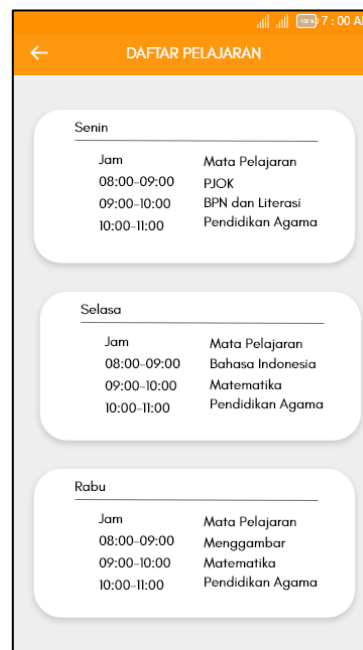 7 : 00 A
DAFTAR PELAJARAN
Senin
Jam Mata Pelajaran
08:00-09:00 PJOK
09:00-10:00 BPN dan Literasi
10:00-11:00 Pendidikan Agama
Selasa
Jam Mata Pelajaran
08:00-09:00 Bahasa Indonesia
09:00-10:00 Matematika
10:00-11:00 Pendidikan Agama
Rabu
Jam Mata Pelajaran
08:00-09:00 Menggambar
09:00-10:00 Matematika
10:00-11:00 Pendidikan Agama